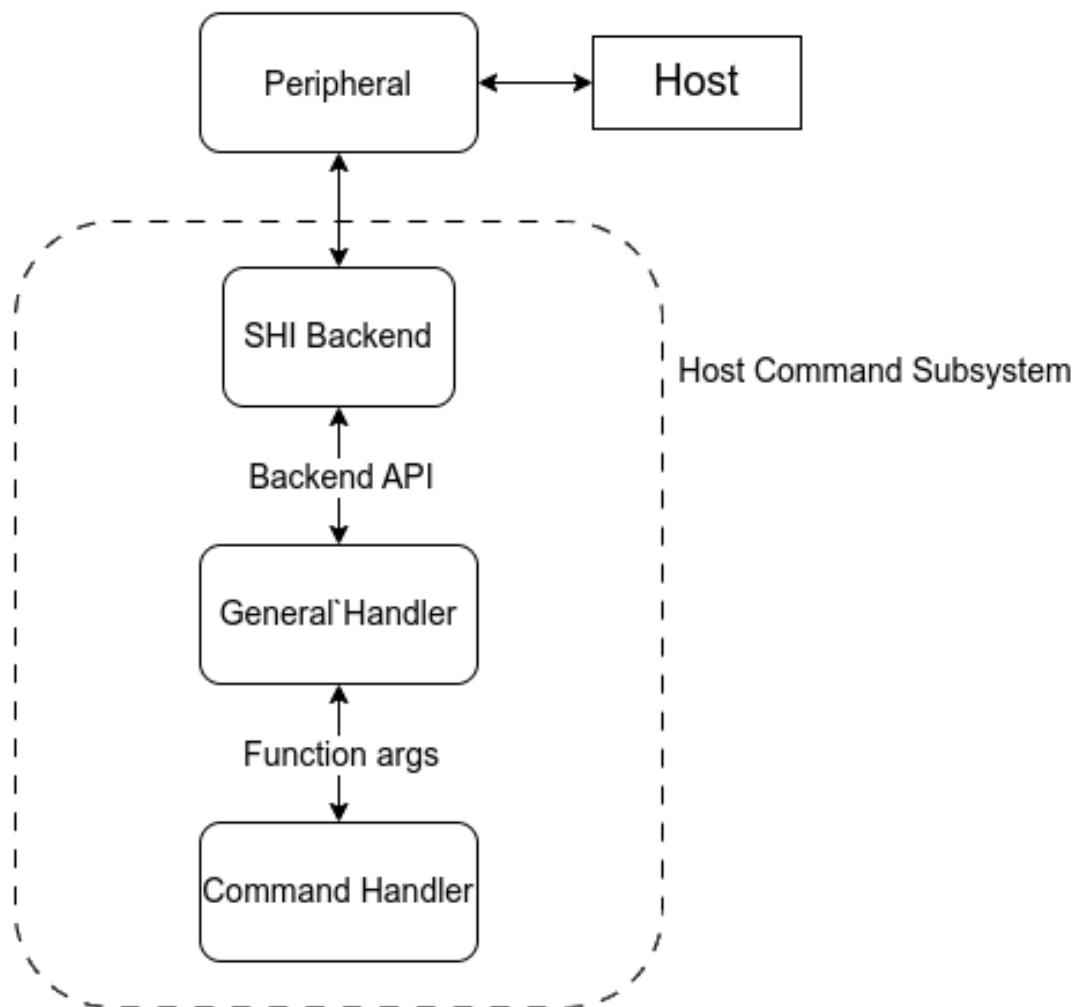 Peripheral
Host
SHI Backend
Host Command Subsystem
Backend API
General`Handler
Function args
Command Handler